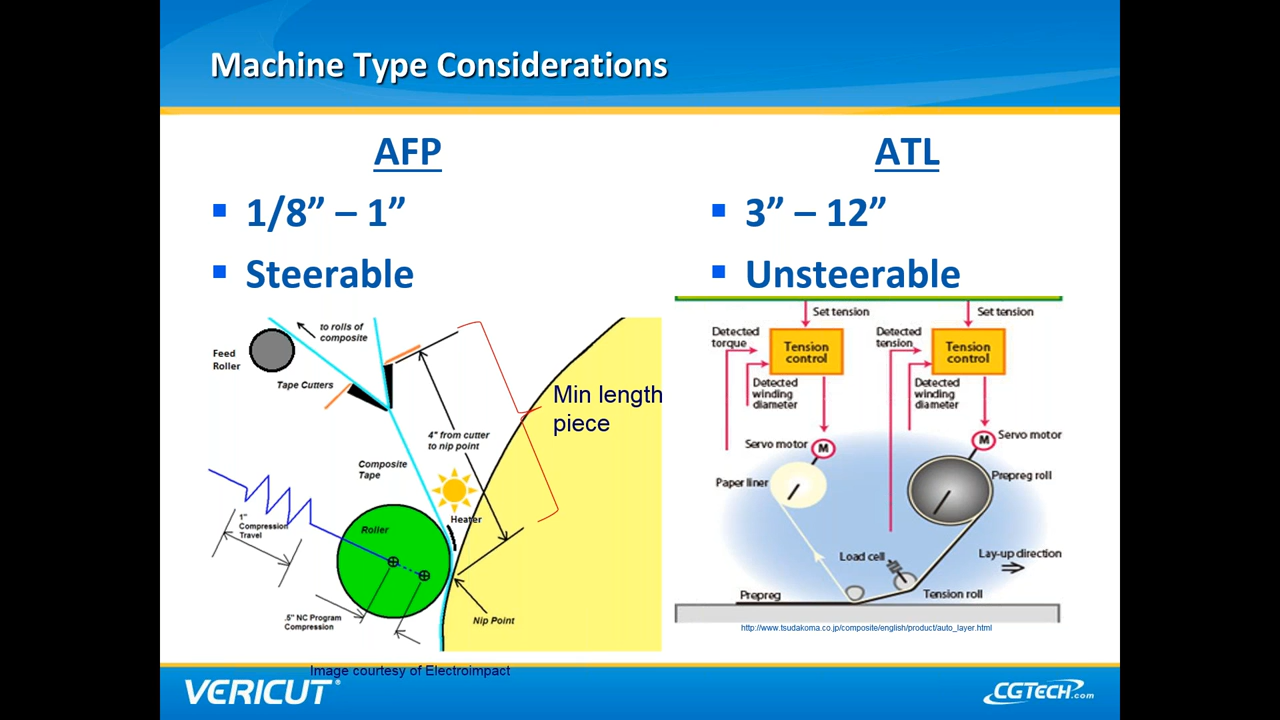 Machine Type Considerations
AFP
▪ 1/8” – 1”
▪ Steerable
to rolls of
composite
Feed
Roller
Tape Cutters
Min length
piece
4" from cutter
to nip point
Composite
Tape
Heater
1"
Compression
Travel
Roller
.5" NC Program
Compression
Nip Point
Image courtesy of Electroimpact
ATL
▪ 3” – 12”
▪ Unsteerable
Set tension
Set tension
Detected
torque
Tension
control
Detected
tension
Tension
control
Detected
winding
diameter
Detected
winding
diameter
Servo motor
M
M
Servo motor
Paper liner
Prepreg roll
Load cell
Lay-up direction
Prepreg
Tension roll
http://www.tsudakoma.co.jp/composite/english/product/auto_layer.html
VERICUT®
CGTECH.com